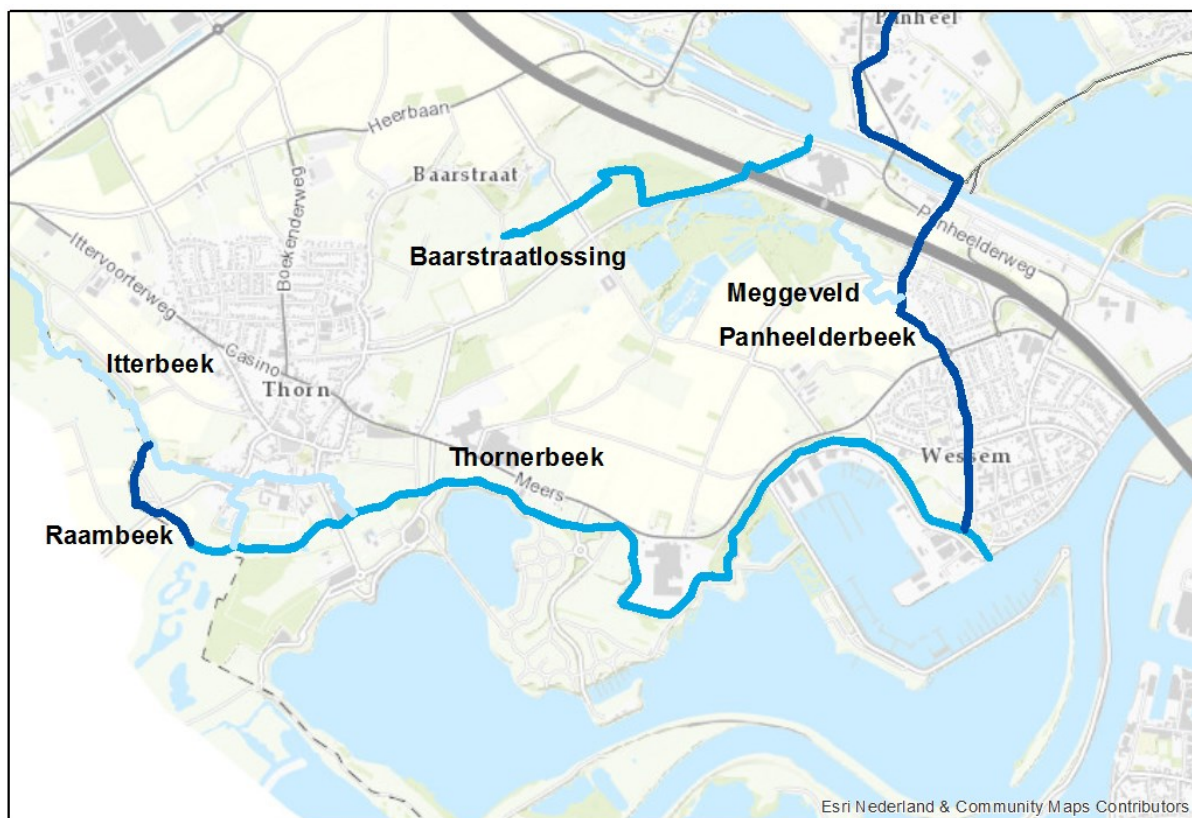 Panheel
Heerbaan
Baarstraat
Boekenderweg
Ittervoorterweg
Baarstraatlossing
Panheelderweg
Meggeveld
Panheelderbeek
Itterbeek
Casino
Thorn
Thornerbeek
Meers
Wessem
Raambeek
Esri Nederland & Community Maps Contributors